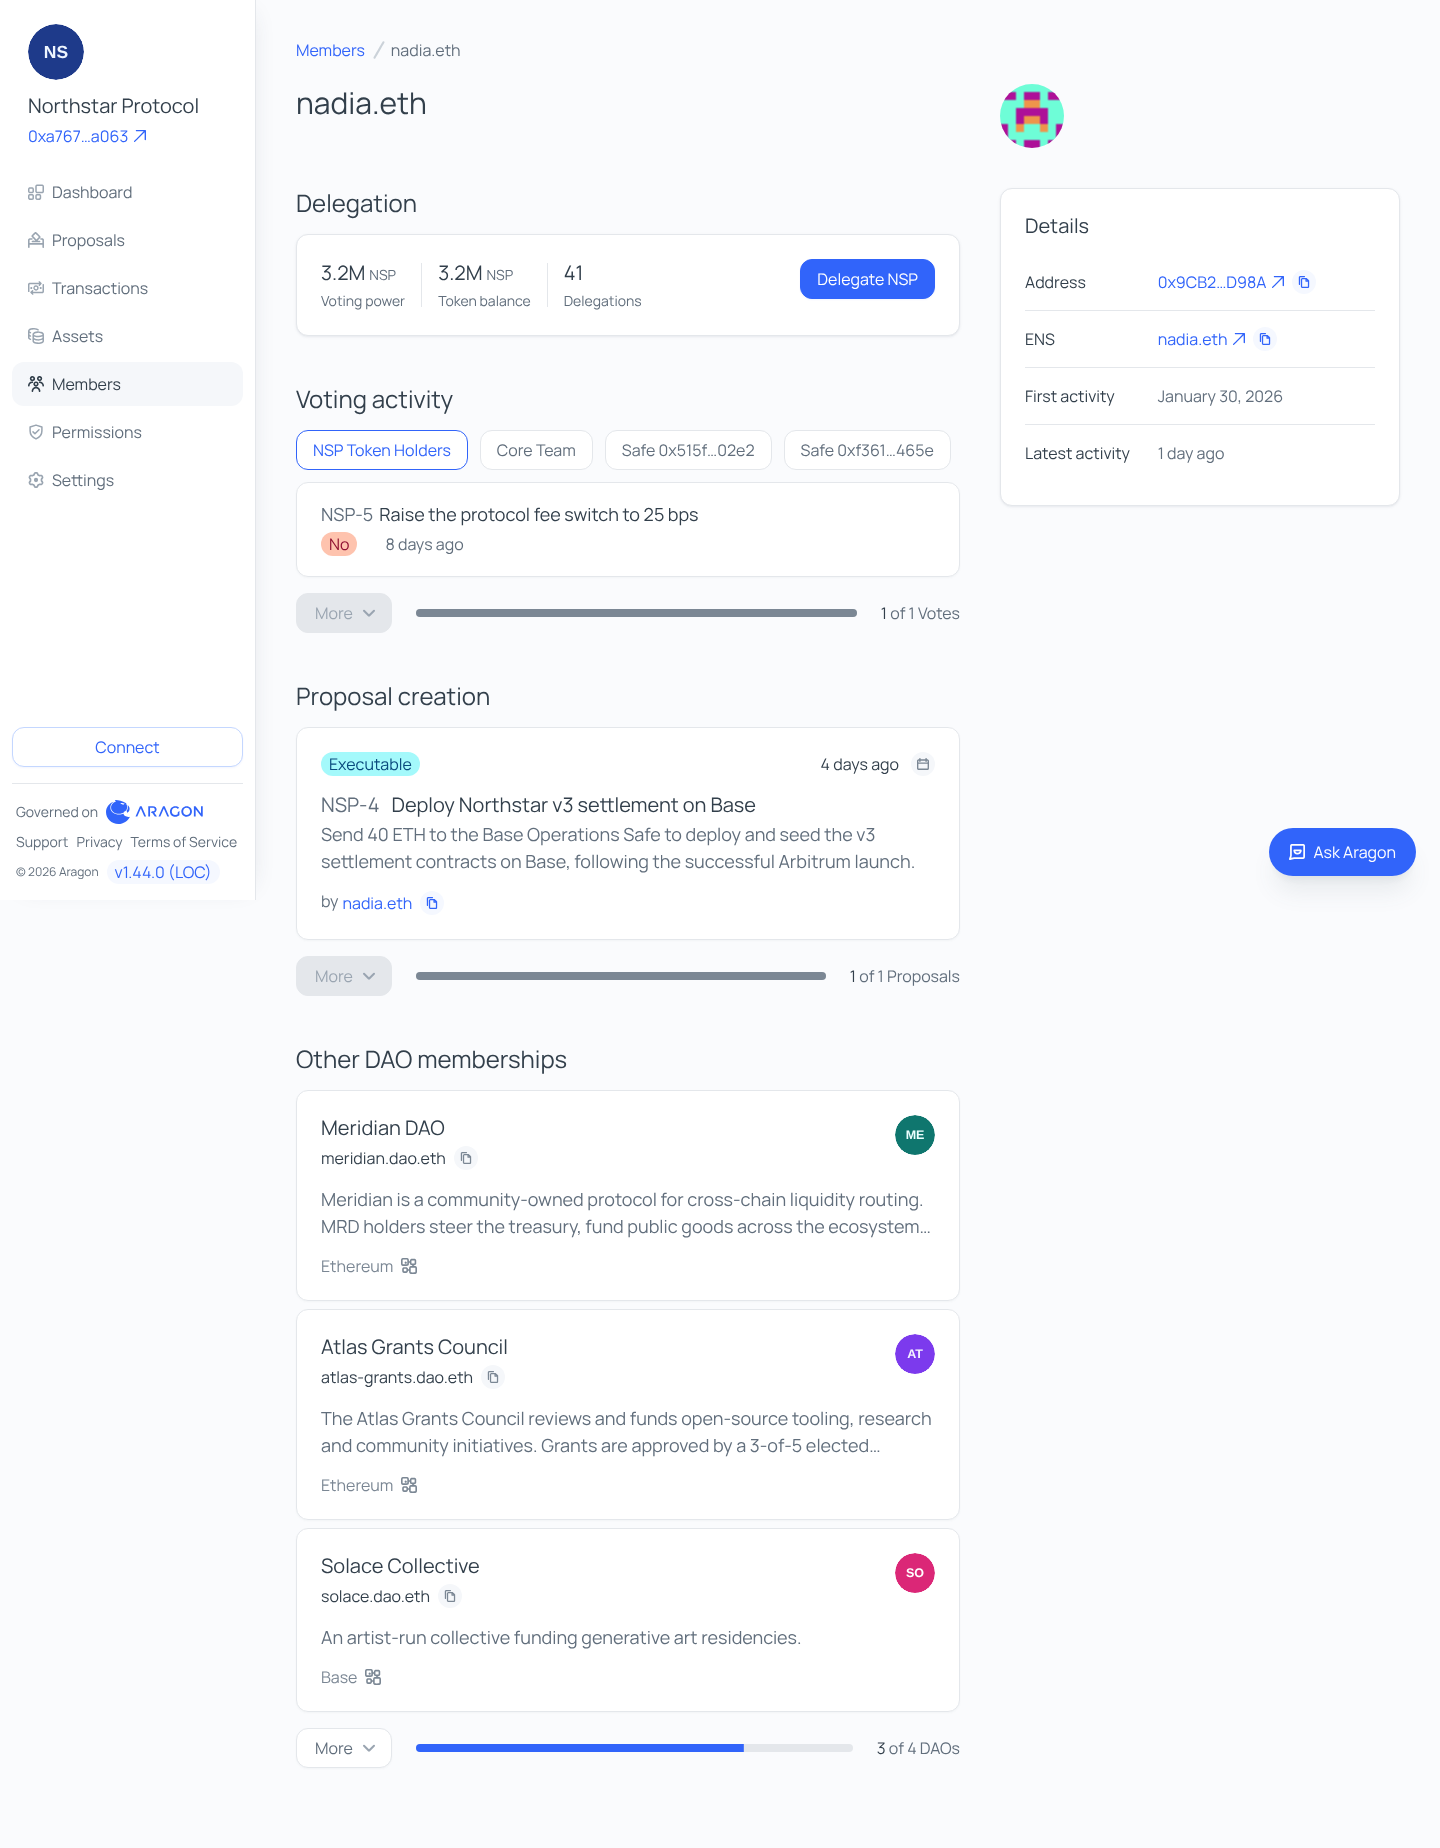 NS
Northstar Protocol
0xa767...a063
Dashboard
Proposals
Transactions
Assets
Members
Permissions
Settings
Connect
Governed on ARAGON
Support Privacy Terms of Service
© 2026 Aragon v1.44.0 (LOC)
Members / nadia.eth
nadia.eth
Delegation
3.2M NSP
Voting power
3.2M NSP
Token balance
41
Delegations
Delegate NSP
Voting activity
NSP Token Holders
Core Team
Safe 0x515f...02e2
Safe 0xf361...465e
NSP-5 Raise the protocol fee switch to 25 bps
No 8 days ago
More
1 of 1 Votes
Proposal creation
Executable
4 days ago
NSP-4 Deploy Northstar v3 settlement on Base
Send 40 ETH to the Base Operations Safe to deploy and seed the v3
settlement contracts on Base, following the successful Arbitrum launch.
by nadia.eth
More
1 of 1 Proposals
Other DAO memberships
Meridian DAO
ME
meridian.dao.eth
Meridian is a community-owned protocol for cross-chain liquidity routing.
MRD holders steer the treasury, fund public goods across the ecosystem...
Ethereum
Atlas Grants Council
AT
atlas-grants.dao.eth
The Atlas Grants Council reviews and funds open-source tooling, research
and community initiatives. Grants are approved by a 3-of-5 elected...
Ethereum
Solace Collective
SO
solace.dao.eth
An artist-run collective funding generative art residencies.
Base
More
3 of 4 DAOs
Details
Address 0x9CB2...D98A
ENS nadia.eth
First activity January 30, 2026
Latest activity 1 day ago
Ask Aragon